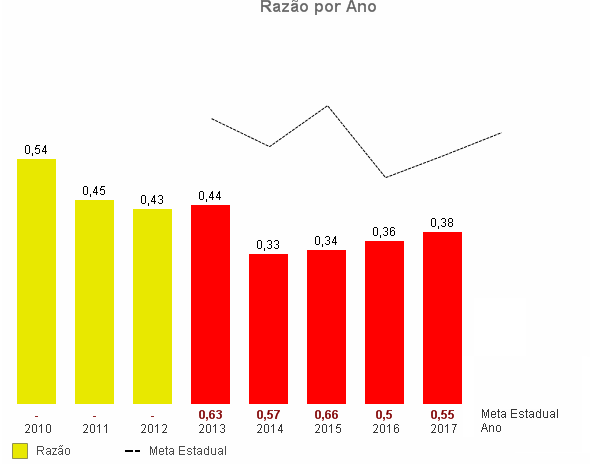 Razão por Ano
0,54
0,45
0,43
0,44
0,33
0,34
0,36
0,38
- - - 0,63 0,57 0,66 0,5 0,55 Meta Estadual
2010 2011 2012 2013 2014 2015 2016 2017 Ano
Razão Meta Estadual